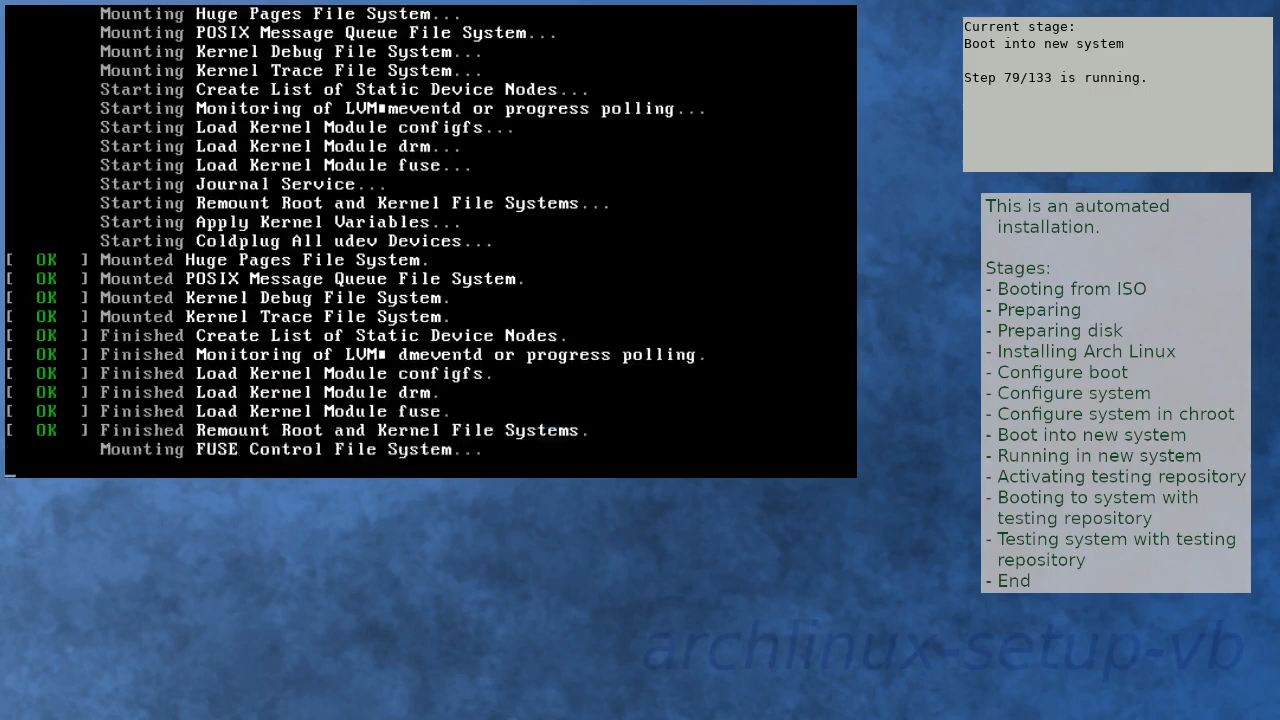 Mounting Huge Pages File System...
Mounting POSIX Message Queue File System...
Mounting Kernel Debug File System...
Mounting Kernel Trace File System...
Starting Create List of Static Device Nodes...
Starting Monitoring of LVM■meventd or progress polling...
Starting Load Kernel Module configfs...
Starting Load Kernel Module drm...
Starting Load Kernel Module fuse...
Starting Journal Service...
Starting Remount Root and Kernel File Systems...
Starting Apply Kernel Variables...
Starting Coldplug All udev Devices...
[  OK  ] Mounted Huge Pages File System.
[  OK  ] Mounted POSIX Message Queue File System.
[  OK  ] Mounted Kernel Debug File System.
[  OK  ] Mounted Kernel Trace File System.
[  OK  ] Finished Create List of Static Device Nodes.
[  OK  ] Finished Monitoring of LVM■ dmeventd or progress polling.
[  OK  ] Finished Load Kernel Module configfs.
[  OK  ] Finished Load Kernel Module drm.
[  OK  ] Finished Load Kernel Module fuse.
[  OK  ] Finished Remount Root and Kernel File Systems.
Mounting FUSE Control File System...
_
Current stage:
Boot into new system
Step 79/133 is running.
This is an automated
installation.
Stages:
- Booting from ISO
- Preparing
- Preparing disk
- Installing Arch Linux
- Configure boot
- Configure system
- Configure system in chroot
- Boot into new system
- Running in new system
- Activating testing repository
- Booting to system with
testing repository
- Testing system with testing
repository
- End
archlinux-setup-vb